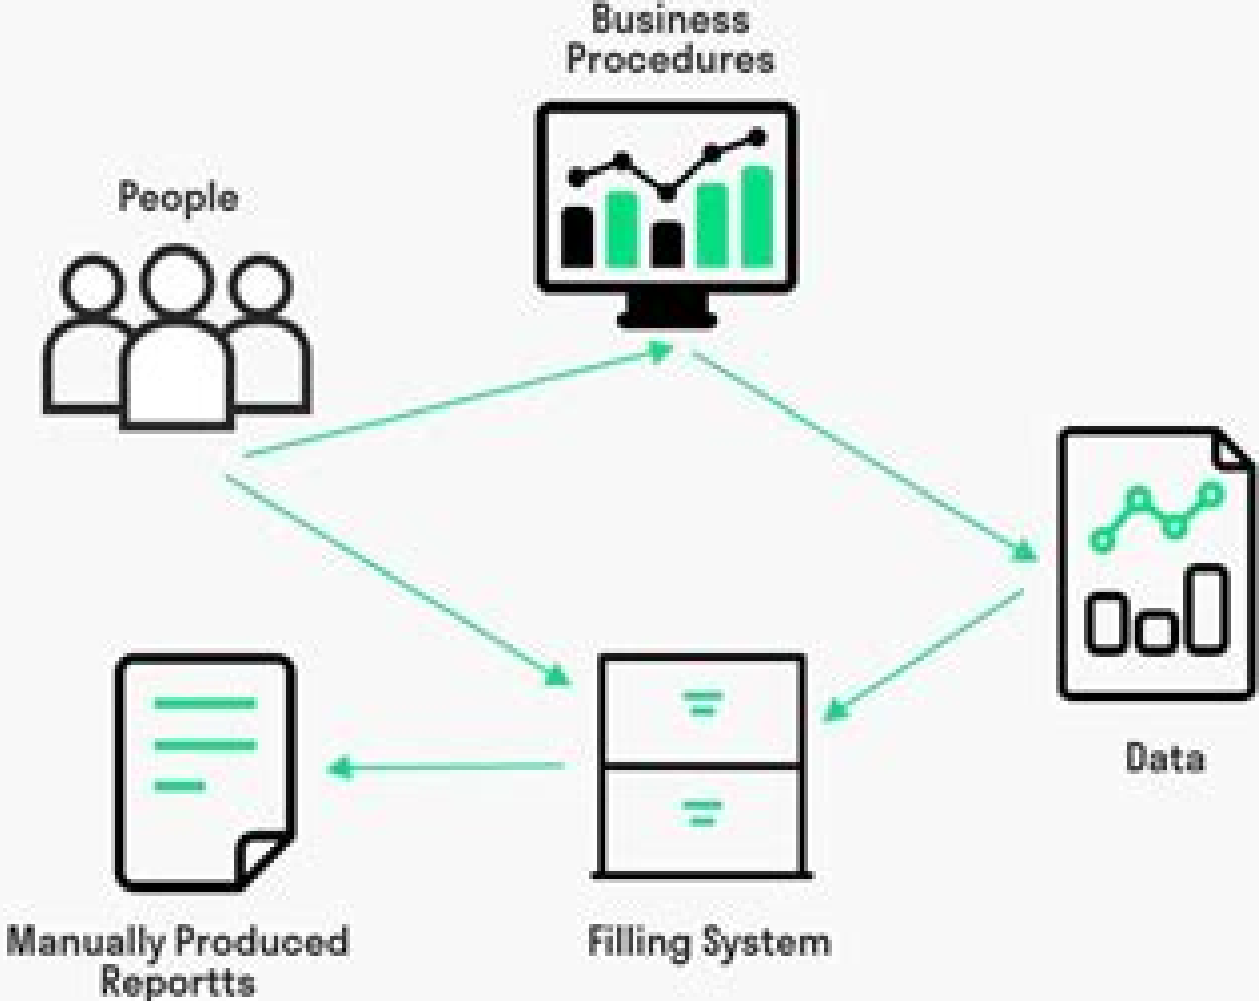 Business
Procedures
People
Data
Manually Produced
Reportts
Filling System